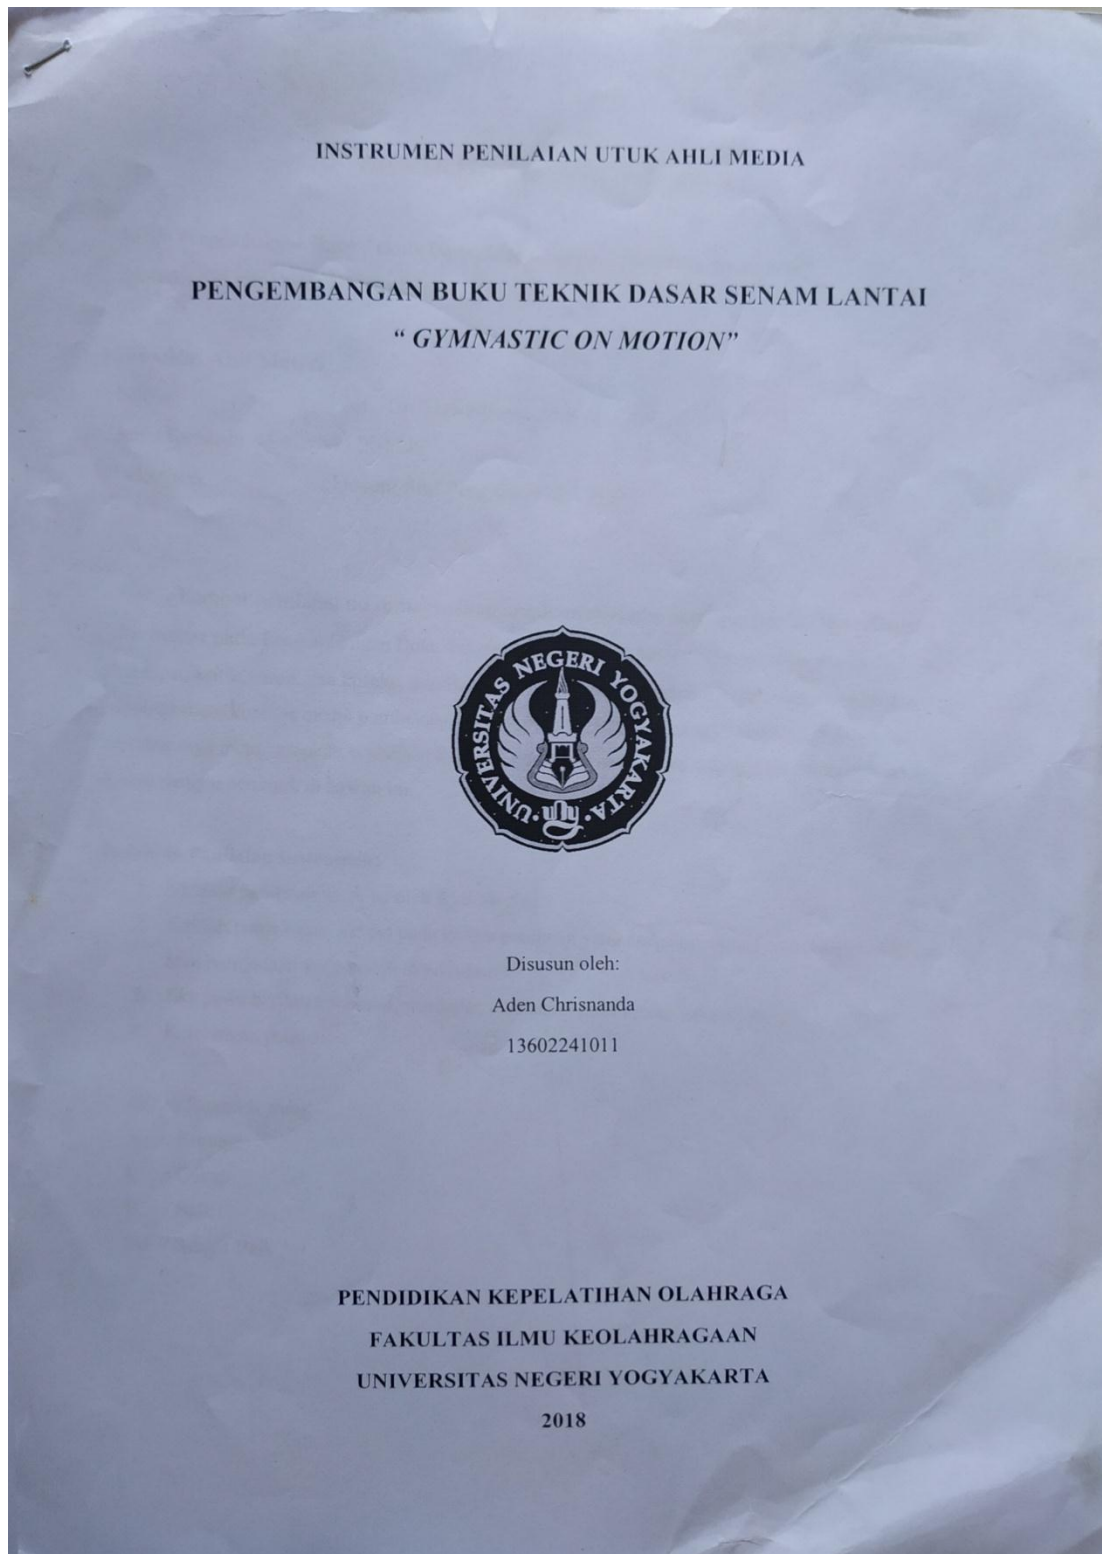 INSTRUMEN PENILAIAN UTUK AHLI MEDIA
PENGEMBANGAN BUKU TEKNIK DASAR SENAM LANTAI
“ GYMNASTIC ON MOTION”
UNIVERSITAS NEGERI YOGYAKARTA
Disusun oleh:
Aden Chrisnanda
13602241011
PENDIDIKAN KEPELATIHAN OLAHRAGA
FAKULTAS ILMU KEOLAHRAGAAN
UNIVERSITAS NEGERI YOGYAKARTA
2018